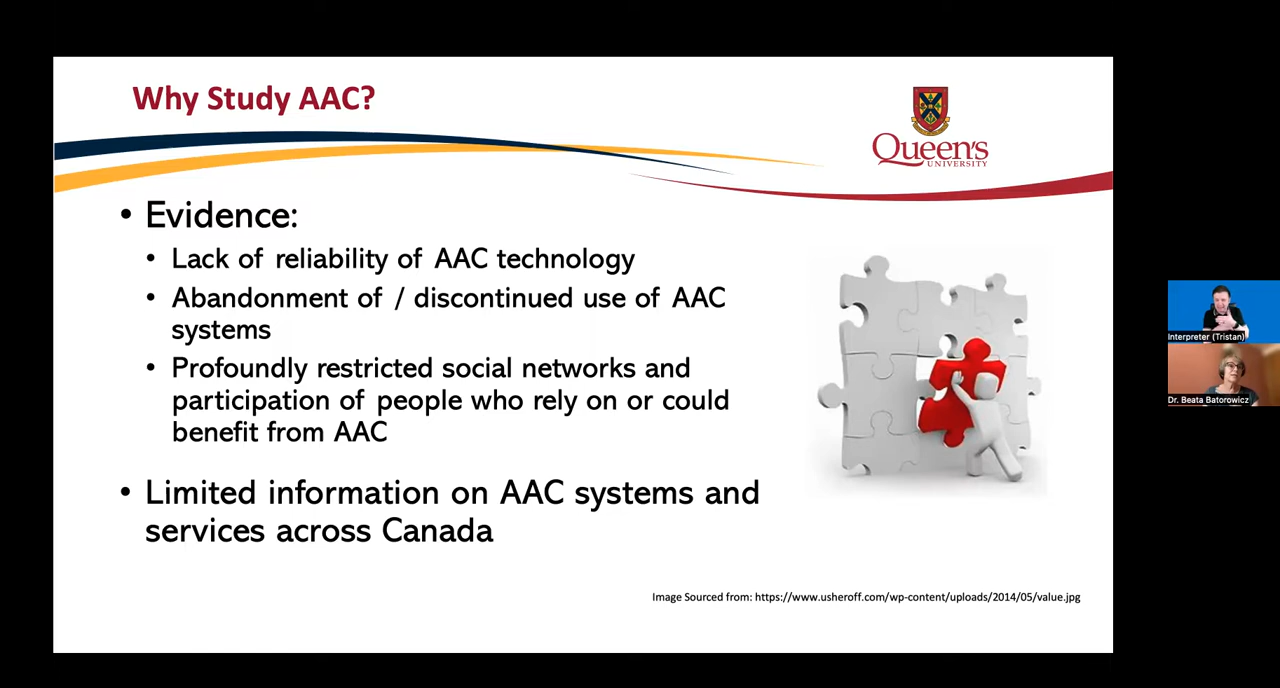 Why Study AAC?
Queen's
UNIVERSITY
• Evidence:
• Lack of reliability of AAC technology
• Abandonment of / discontinued use of AAC
systems
• Profoundly restricted social networks and
participation of people who rely on or could
benefit from AAC
• Limited information on AAC systems and
services across Canada
Image Sourced from: https://www.usheroff.com/wp-content/uploads/2014/05/value.jpg
Interpreter (Tristan)
Dr. Beata Batorowicz